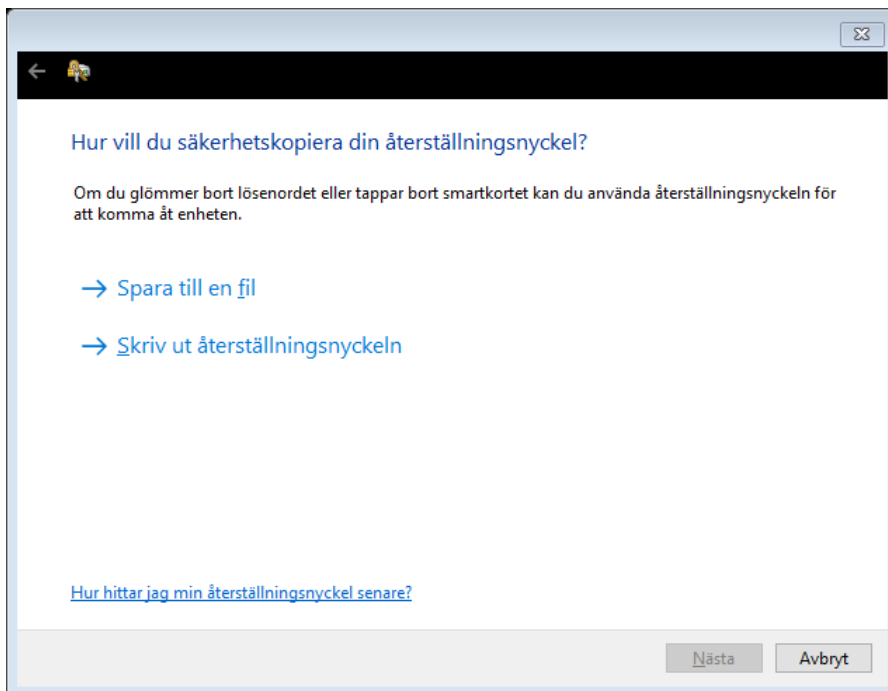 Hur vill du säkerhetskopiera din återställningsnyckel?
Om du glömmer bort lösenordet eller tappar bort smartkortet kan du använda återställningsnyckeln för
att komma åt enheten.
Spara till en fil
Skriv ut återställningsnyckeln
Hur hittar jag min återställningsnyckel senare?
Nästa
Avbryt